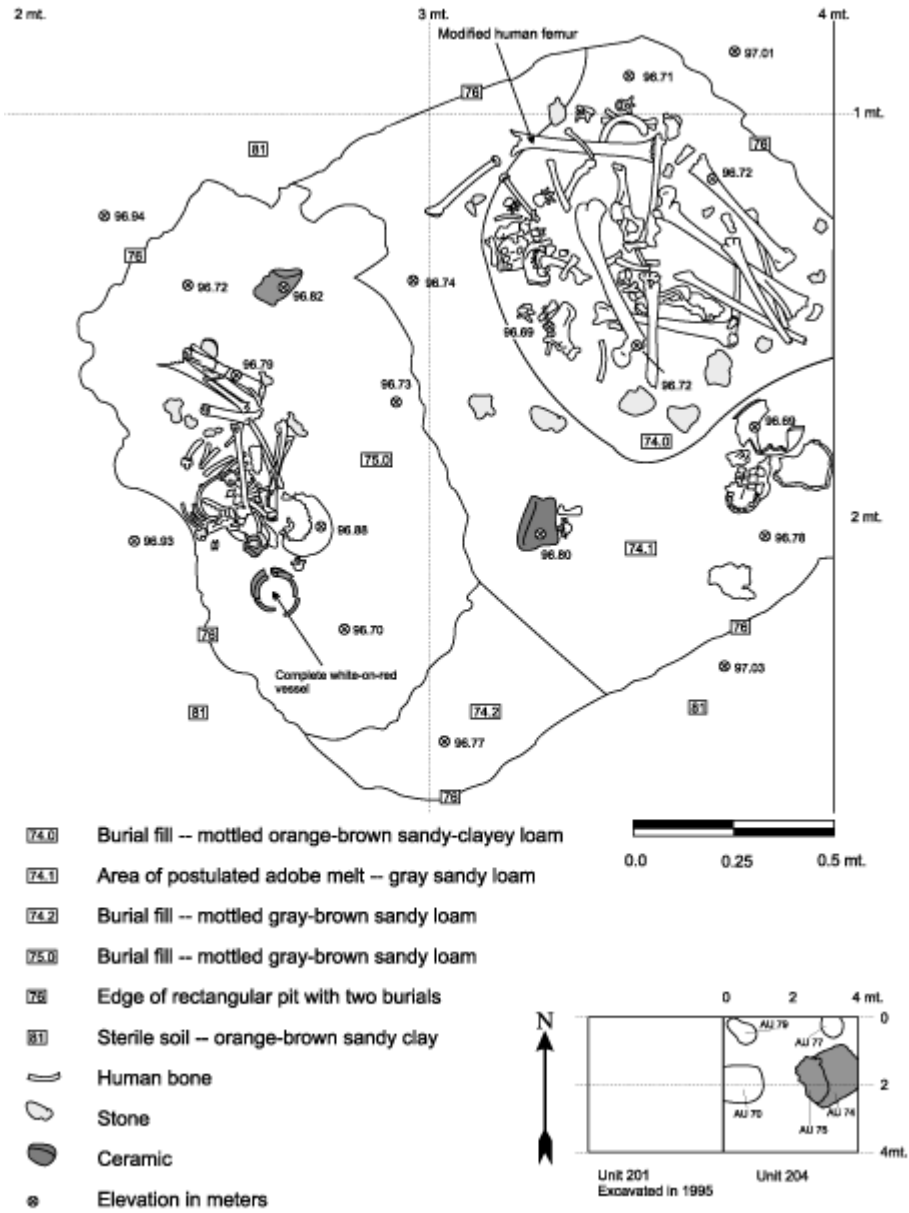 2 mt.
3 mt.
4 mt.
Modified human femur
97.01
96.71
76
1 mt.
81
76
96.72
96.94
76
96.72
96.82
96.74
96.69
96.79
96.73
96.72
74.0
96.69
75.0
96.88
96.93
96.80
74.1
96.78
2 mt.
76
96.70
76
97.03
Complete white-on-red
vessel
81
74.2
81
96.77
76
74.0 Burial fill -- mottled orange-brown sandy-clayey loam
0.0 0.25 0.5 mt.
74.1 Area of postulated adobe melt -- gray sandy loam
74.2 Burial fill -- mottled gray-brown sandy loam
75.0 Burial fill -- mottled gray-brown sandy loam
76 Edge of rectangular pit with two burials
81 Sterile soil -- orange-brown sandy clay
Human bone
Stone
Ceramic
Elevation in meters
N
0 2 4 mt.
0
AU 79
AU 77
2
AU 70
AU 74
AU 75
4mt.
Unit 201
Excavated in 1995
Unit 204